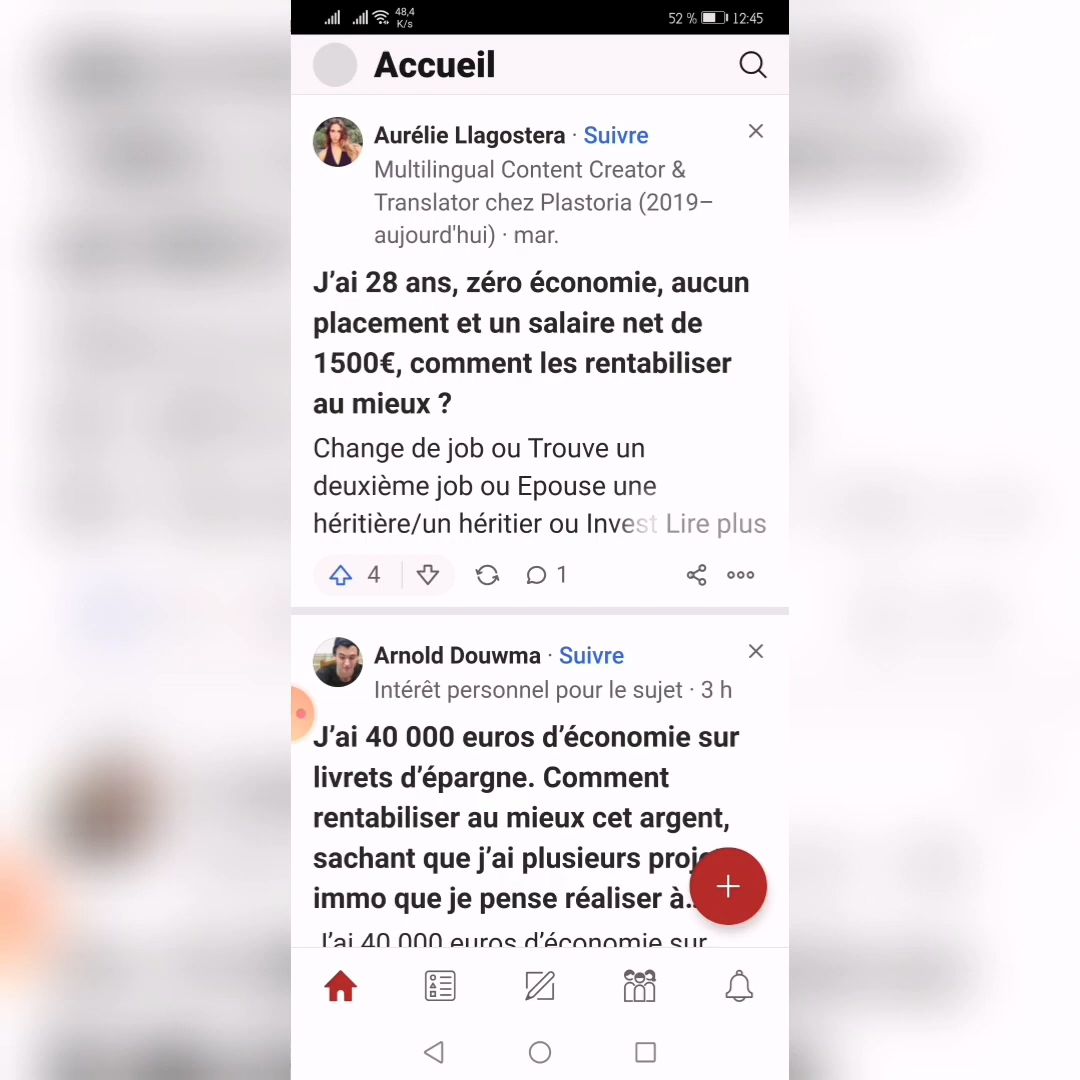 48,4
K/s
52 % 12:45
Accueil
Aurélie Llagostera · Suivre
Multilingual Content Creator &
Translator chez Plastoria (2019–
aujourd'hui) · mar.
J’ai 28 ans, zéro économie, aucun
placement et un salaire net de
1500€, comment les rentabiliser
au mieux ?
Change de job ou Trouve un
deuxième job ou Epouse une
héritière/un héritier ou Invest Lire plus
4
1
Arnold Douwma · Suivre
Intérêt personnel pour le sujet · 3 h
J’ai 40 000 euros d’économie sur
livrets d’épargne. Comment
rentabiliser au mieux cet argent,
sachant que j’ai plusieurs proje
immo que je pense réaliser à...
J’ai 40 000 euros d’économie sur